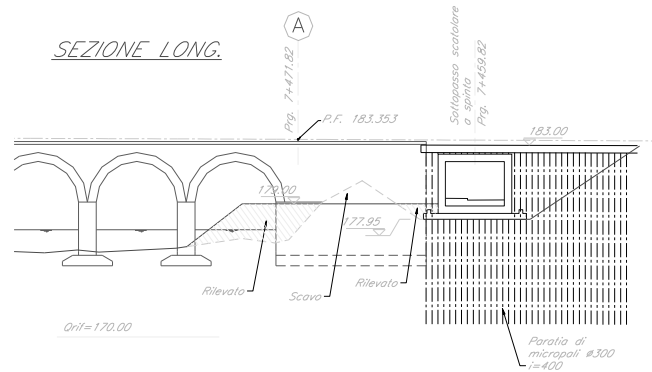 SEZIONE LONG.
A
Prg. 7+471.82
Sottopasso scatolare
a spinta
Prg. 7+459.82
P.F. 183.353
183.00
179.00
177.95
Rilevato
Scavo
Rilevato
Orif=170.00
Paratia di
micropali ø300
i=400